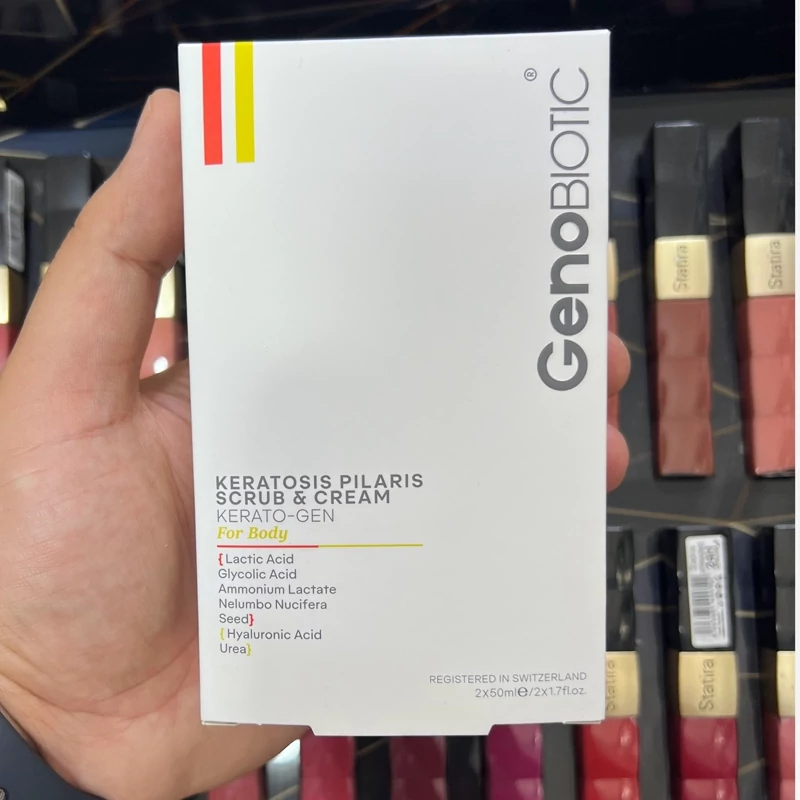 GenoBIOTIC®
KERATOSIS PILARIS
SCRUB & CREAM
KERATO-GEN
For Body
{Lactic Acid
Glycolic Acid
Ammonium Lactate
Nelumbo Nucifera
Seed}
{Hyaluronic Acid
Urea}
REGISTERED IN SWITZERLAND
2x50ml℮/2x1.7fl.oz.
Statira
Statira
Statira
Statira